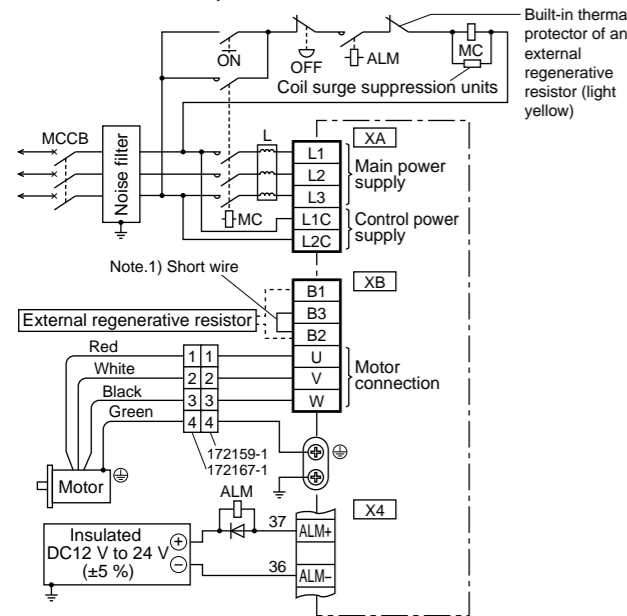 Built-in therma
protector of an
external
regenerative
resistor (light
yellow)
ON
OFF
ALM
MC
Coil surge suppression units
MCCB
Noise filter
L
MC
XA
L1
L2
L3
L1C
L2C
Main power
supply
Control power
supply
Note.1) Short wire
XB
B1
B3
B2
U
V
W
External regenerative resistor
Motor
connection
Red
White
Black
Green
1 1
2 2
3 3
4 4
172159-1
172167-1
Motor
ALM
X4
Insulated
DC12 V to 24 V
(±5 %)
+
−
37
ALM+
36
ALM−